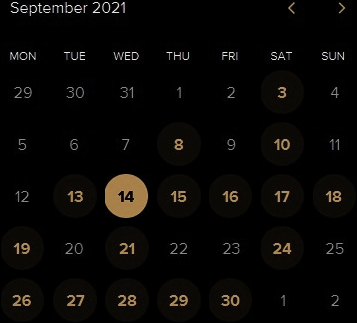 September 2021 < >
MON TUE WED THU FRI SAT SUN
29 30 31 1 2 3 4
5 6 7 8 9 10 11
12 13 14 15 16 17 18
19 20 21 22 23 24 25
26 27 28 29 30 1 2